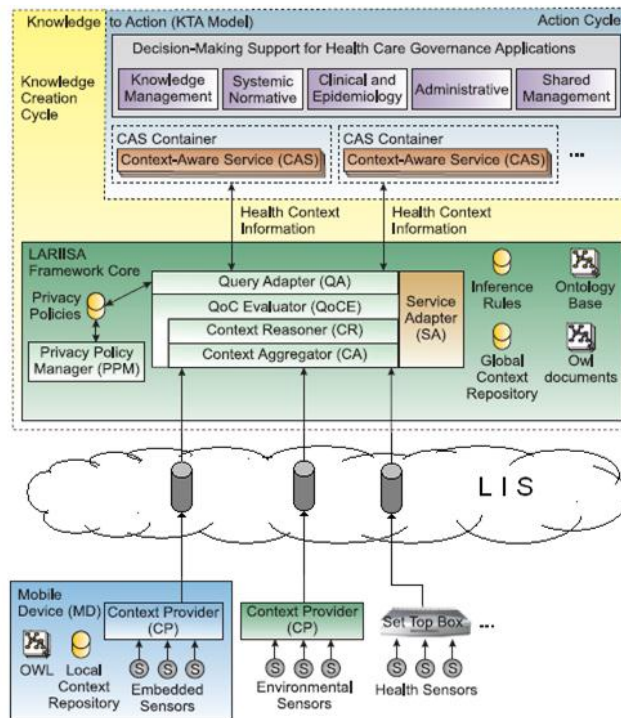 Knowledge to Action (KTA Model)
Action Cycle
Knowledge
Creation
Cycle
Decision-Making Support for Health Care Governance Applications
Knowledge
Management
Systemic
Normative
Clinical and
Epidemiology
Administrative
Shared
Management
CAS Container
Context-Aware Service (CAS)
CAS Container
Context-Aware Service (CAS)
...
Health Context
Information
Health Context
Information
LARIISA
Framework Core
Privacy
Policies
Privacy Policy
Manager (PPM)
Query Adapter (QA)
QoC Evaluator (QoCE)
Context Reasoner (CR)
Context Aggregator (CA)
Service
Adapter
(SA)
Inference
Rules
Ontology
Base
Global
Context
Repository
Owl
documents
L I S
Mobile
Device (MD)
Context Provider
(CP)
OWL
Local
Context
Repository
S S S
Embedded
Sensors
Context Provider
(CP)
S S S
Environmental
Sensors
Set Top Box
...
S S S
Health Sensors